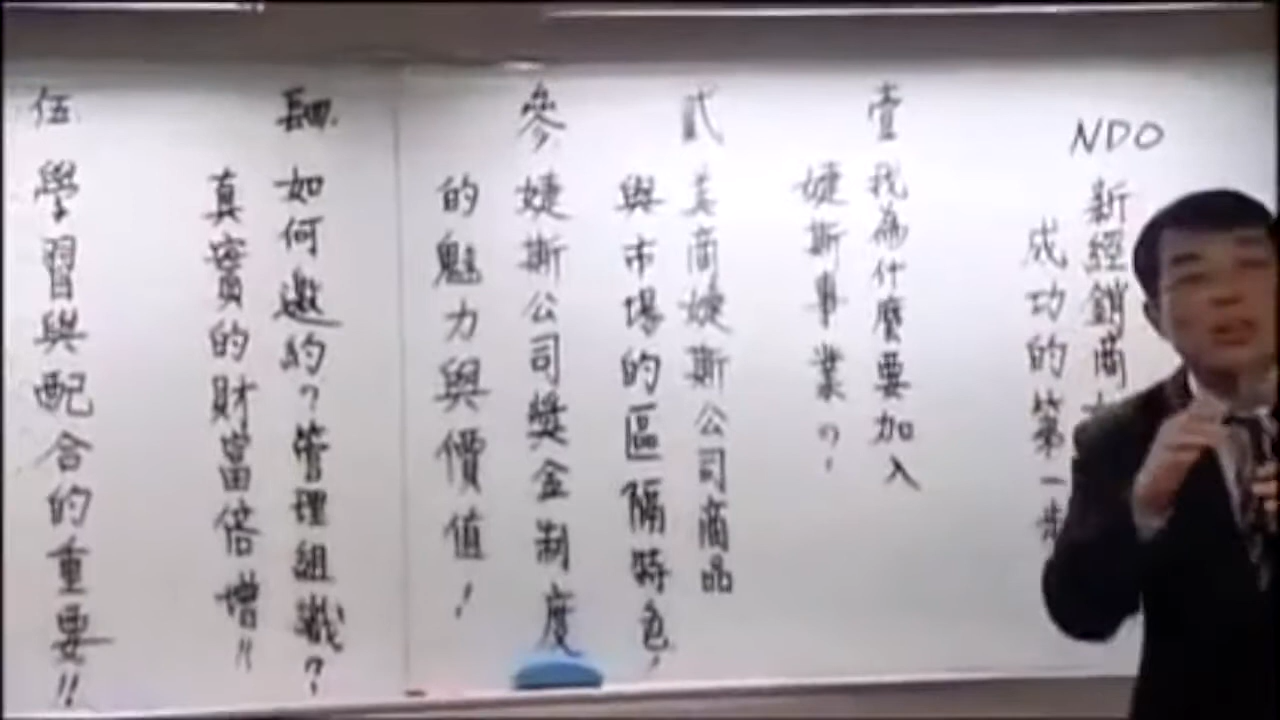 NDO
新經銷商
成功的第一步
壹 我為什麼要加入
婕斯事業?
貳 美商婕斯公司商品
與市場的區隔特色!
參 婕斯公司獎金制度
的魅力與價值!
肆. 如何邀約?管理組織?
真實的財富倍增!!
伍. 學習與配合的重要!!